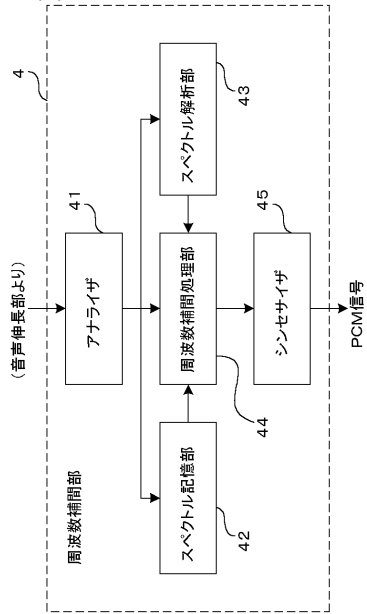 4
(音声伸長部より)
周波数補間部
アナライザ
41
スペクトル記憶部
42
周波数補間処理部
44
スペクトル解析部
43
シンセサイザ
45
PCM信号